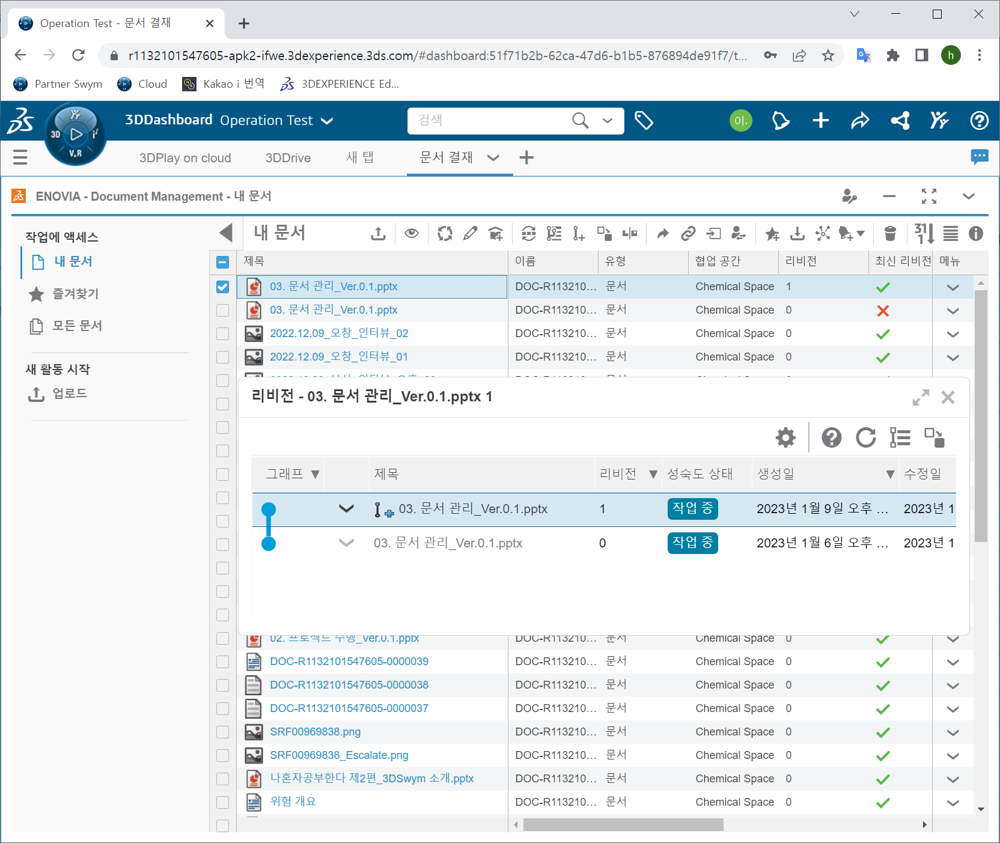 Operation Test - 문서 결재
r1132101547605-apk2-ifwe.3dexperience.3ds.com/#dashboard:51f71b2b-62ca-47d6-b1b5-876894de91f7/t...
h
Partner Swym Cloud Kakao i 번역 3DEXPERIENCE Ed...
3DDashboard Operation Test 검색 이.
3D V.R
3DPlay on cloud 3DDrive 새 탭 문서 결재
ENOVIA - Document Management - 내 문서
작업에 액세스
내 문서
즐겨찾기
모든 문서
새 활동 시작
업로드
내 문서
제목 이름 유형 협업 공간 리비전 최신 리비전 메뉴
03. 문서 관리_Ver.0.1.pptx DOC-R113210... 문서 Chemical Space 1
03. 문서 관리_Ver.0.1.pptx DOC-R113210... 문서 Chemical Space 0
2022.12.09_오창_인터뷰_02 DOC-R113210... 문서 Chemical Space 0
2022.12.09_오창_인터뷰_01 DOC-R113210... 문서 Chemical Space 0
리비전 - 03. 문서 관리_Ver.0.1.pptx 1
그래프 제목 리비전 성숙도 상태 생성일 수정일
03. 문서 관리_Ver.0.1.pptx 1 작업 중 2023년 1월 9일 오후 ... 2023년 1
03. 문서 관리_Ver.0.1.pptx 0 작업 중 2023년 1월 6일 오후 ... 2023년 1
02. 프로젝트 수행_Ver.0.1.pptx DOC-R113210... 문서 Chemical Space 0
DOC-R1132101547605-0000039 DOC-R113210... 문서 Chemical Space 0
DOC-R1132101547605-0000038 DOC-R113210... 문서 Chemical Space 0
DOC-R1132101547605-0000037 DOC-R113210... 문서 Chemical Space 0
SRF00969838.png DOC-R113210... 문서 Chemical Space 0
SRF00969838_Escalate.png DOC-R113210... 문서 Chemical Space 0
나혼자공부한다 제2편_3DSwym 소개.pptx DOC-R113210... 문서 Chemical Space 0
위험 개요 DOC-R113210... 문서 Chemical Space 0